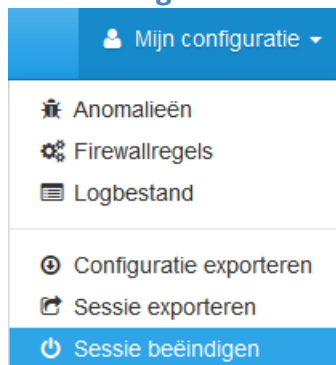 Mijn configuratie
Anomalieën
Firewallregels
Logbestand
Configuratie exporteren
Sessie exporteren
Sessie beëindigen